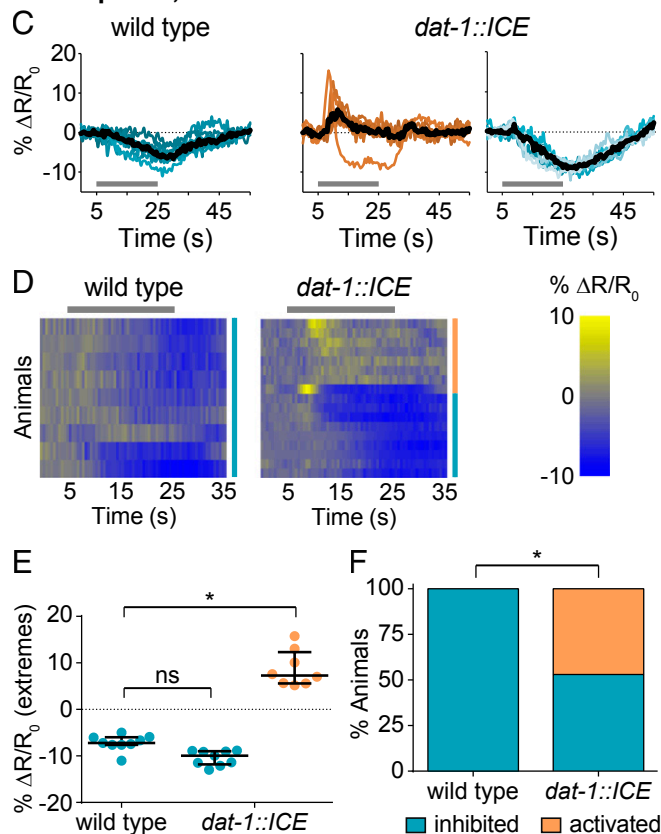 C
wild type
dat-1::ICE
% ΔR/R0
20
10
0
-10
5
25
45
5
25
45
5
25
45
Time (s)
Time (s)
Time (s)
D
wild type
dat-1::ICE
% ΔR/R0
Animals
10
0
-10
5
15
25
35
5
15
25
35
Time (s)
Time (s)
E
% ΔR/R0 (extremes)
20
10
0
-10
-20
*
ns
wild type
dat-1::ICE
F
% Animals
100
75
50
25
0
*
wild type
dat-1::ICE
inhibited
activated